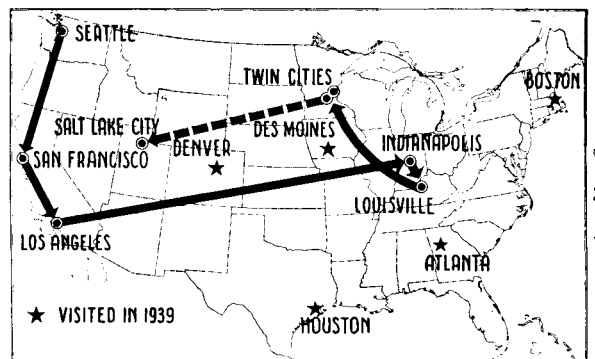 SEATTLE
TWIN CITIES
BOSTON
SALT LAKE CITY
DES MOINES
INDIANAPOLIS
SAN FRANCISCO
DENVER
LOUISVILLE
LOS ANGELES
ATLANTA
★ VISITED IN 1939
HOUSTON